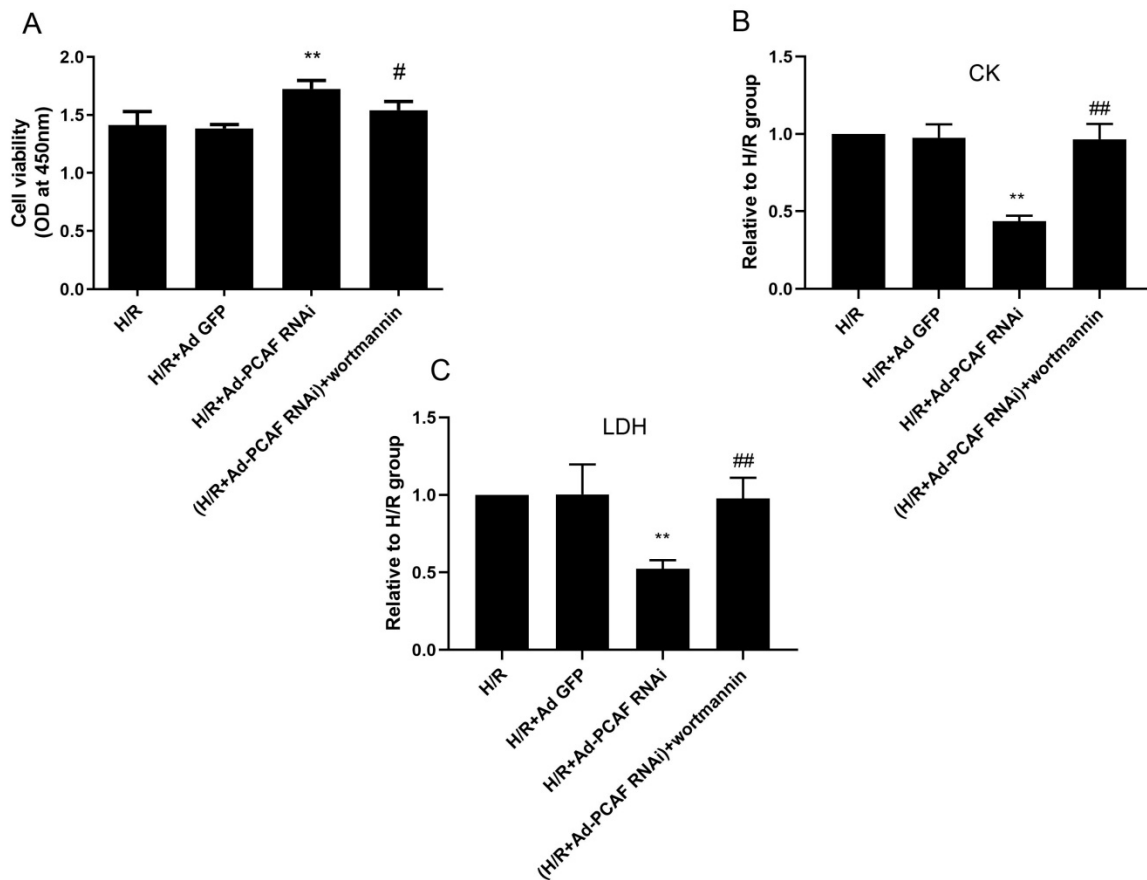 A
Cell viability
(OD at 450nm)
2.0
1.5
1.0
0.5
0.0
**
#
H/R
H/R+Ad GFP
H/R+Ad-PCAF RNAi
(H/R+Ad-PCAF RNAi)+wortmannin
B
CK
Relative to H/R group
1.5
1.0
0.5
0.0
**
##
H/R
H/R+Ad GFP
H/R+Ad-PCAF RNAi
(H/R+Ad-PCAF RNAi)+wortmannin
C
LDH
Relative to H/R group
1.5
1.0
0.5
0.0
**
##
H/R
H/R+Ad GFP
H/R+Ad-PCAF RNAi
(H/R+Ad-PCAF RNAi)+wortmannin